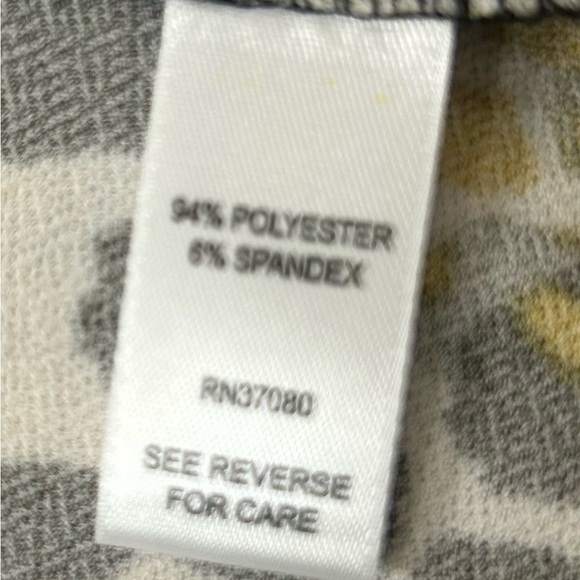 94% POLYESTER
6% SPANDEX
RN37080
SEE REVERSE
FOR CARE